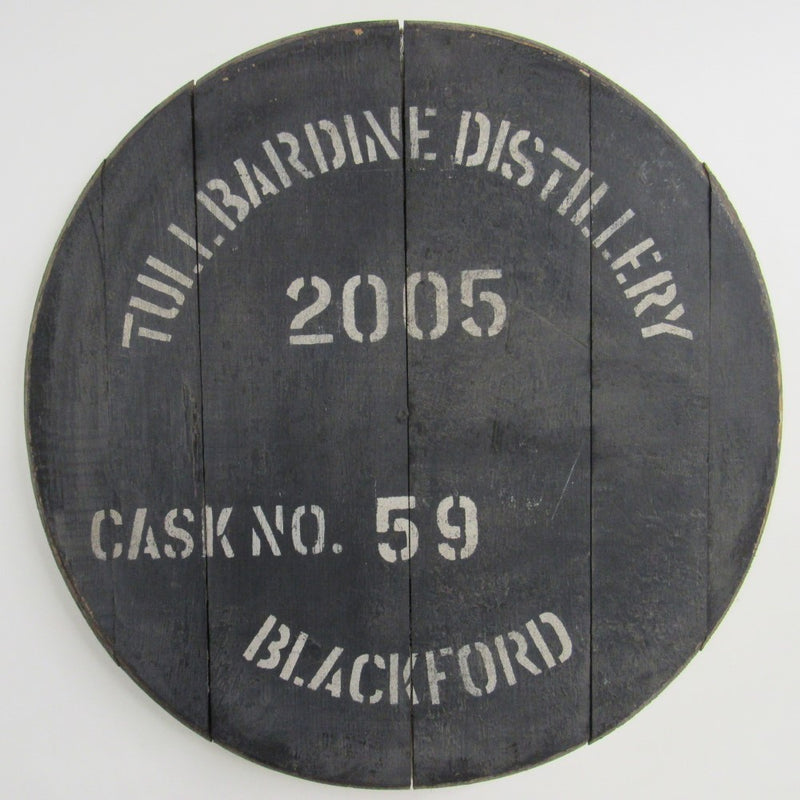 TULLIBARDINE DISTILLERY
2005
CASK NO. 59
BLACKFORD